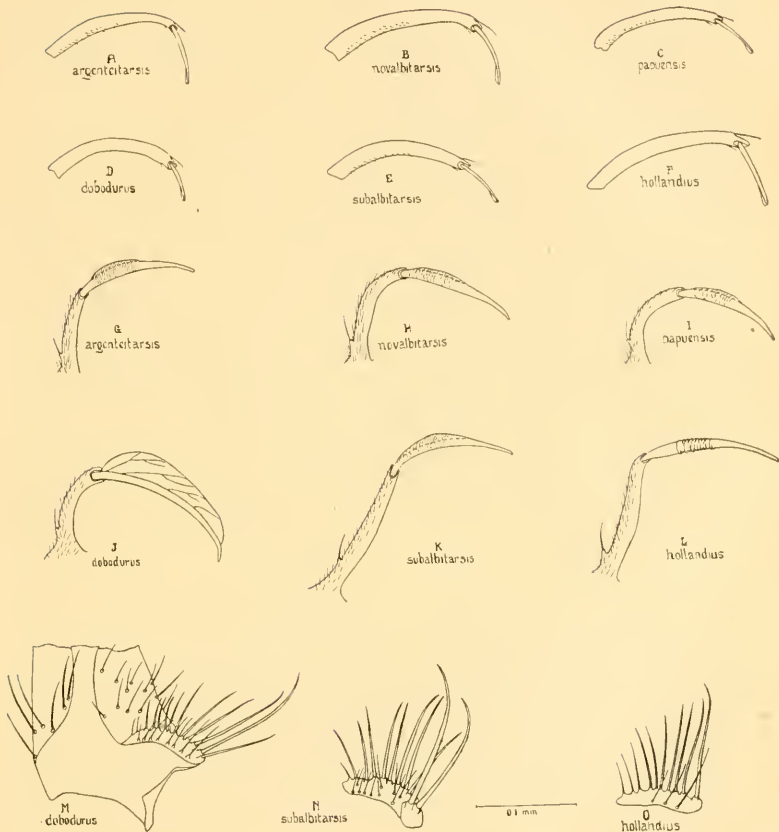 A
argenteitarsis
B
novalbitarsis
C
papuensis
D
dobodurus
E
subalbitarsis
F
hollandius
G
argenteitarsis
H
novalbitarsis
I
papuensis
J
dobodurus
K
subalbitarsis
L
hollandius
M
dobodurus
N
subalbitarsis
0.1 mm
O
hollandius